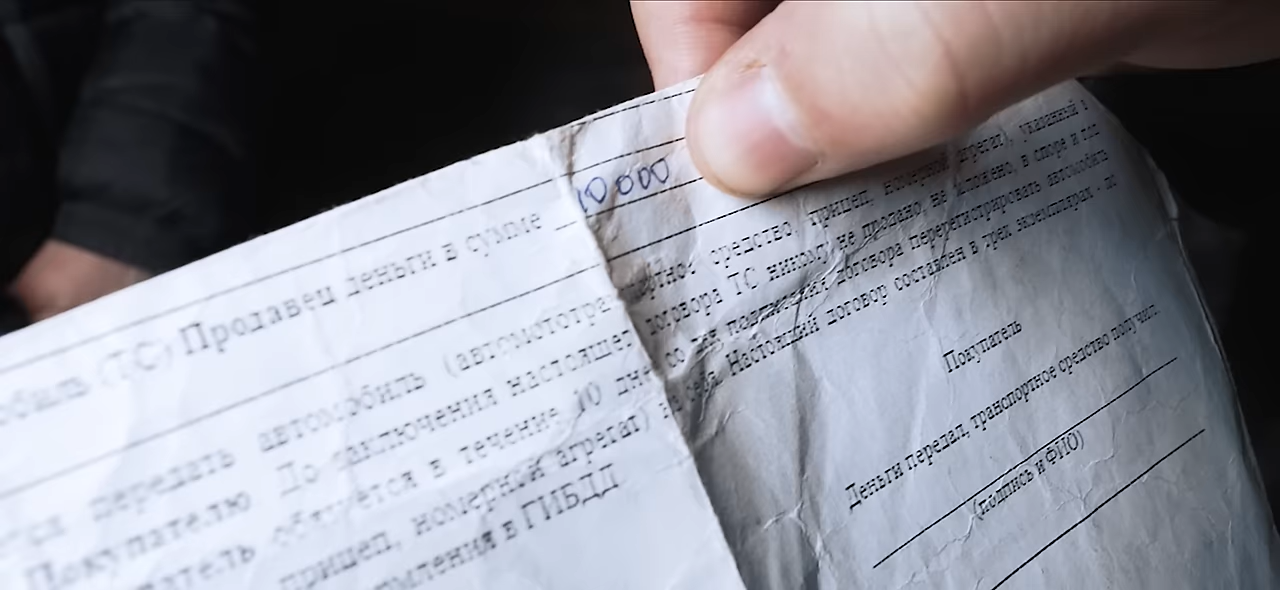 (ТС) Продавец деньги в сумме 10 000
передать автомобиль (автомототранспортное средство, прицеп, номерной агрегат), указанный в
Покупателю До заключения настоящего договора ТС никому не продано, не заложено, в споре и под
обязуется в течение 10 дней со дня подписания договора перерегистрировать автомобиль
прицеп, номерной агрегат) на себя. Настоящий договор составлен в трех экземплярах - по
в ГИБДД
Покупатель
Деньги передал, транспортное средство получил.
(подпись и ФИО)